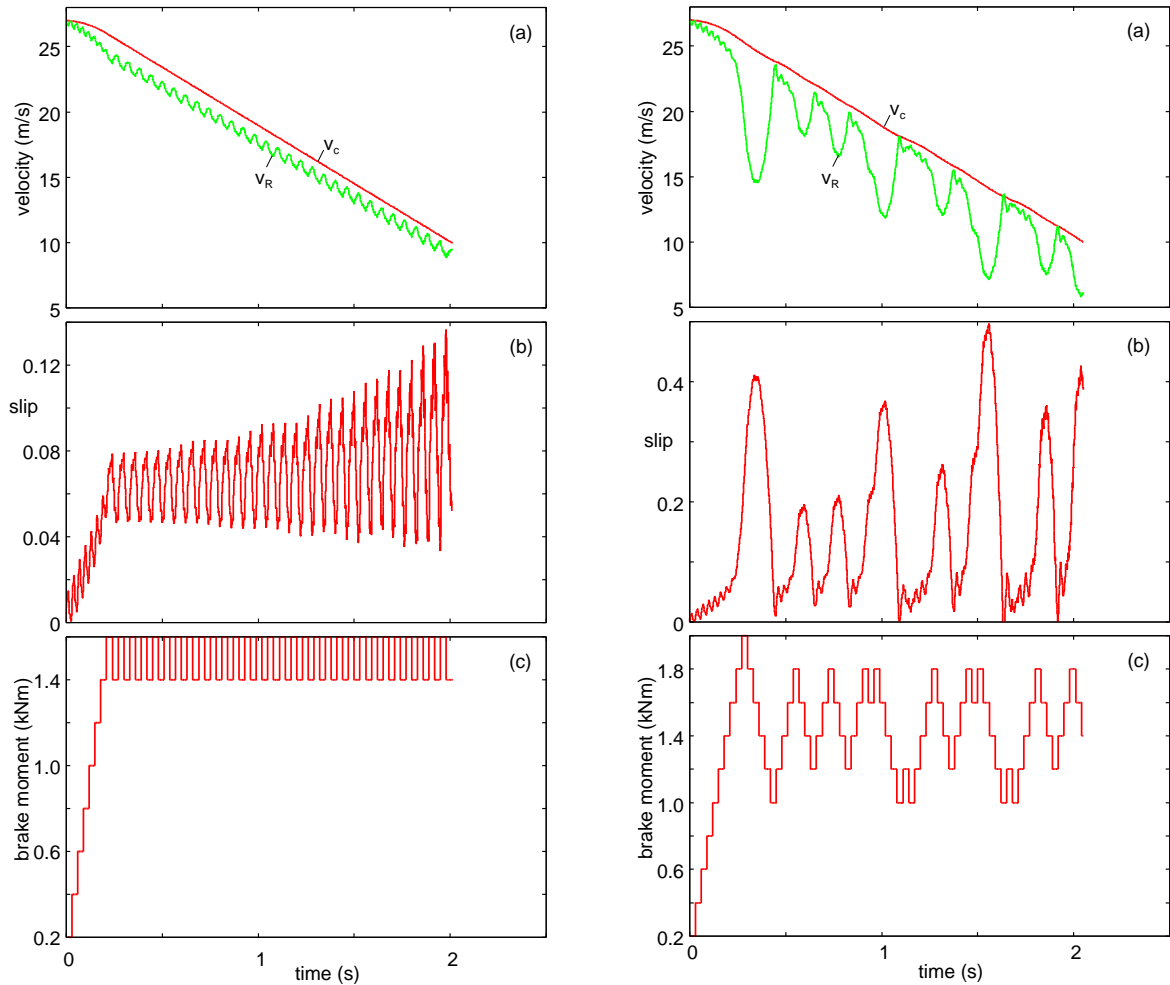 25
20
15
10
5
velocity (m/s)
(a)
v_c
v_R
0.12
0.08
0.04
0
slip
(b)
1.4
1.0
0.6
0.2
brake moment (kNm)
(c)
0 1 2
time (s)
25
20
15
10
5
velocity (m/s)
(a)
v_c
v_R
0.4
0.2
0
slip
(b)
1.8
1.4
1.0
0.6
0.2
brake moment (kNm)
(c)
0 1 2
time (s)